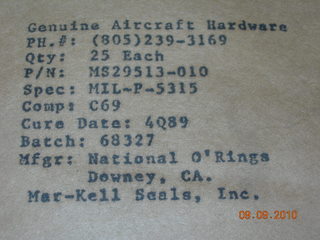 Genuine Aircraft Hardware
PH.#: (805)239-3169
Qty: 25 Each
P/N: MS29513-010
Spec: MIL-P-5315
Comp: C69
Cure Date: 4Q89
Batch: 68327
Mfgr: National O'Rings
Downey, CA.
Mar-Kell Seals, Inc.
09.09.2010